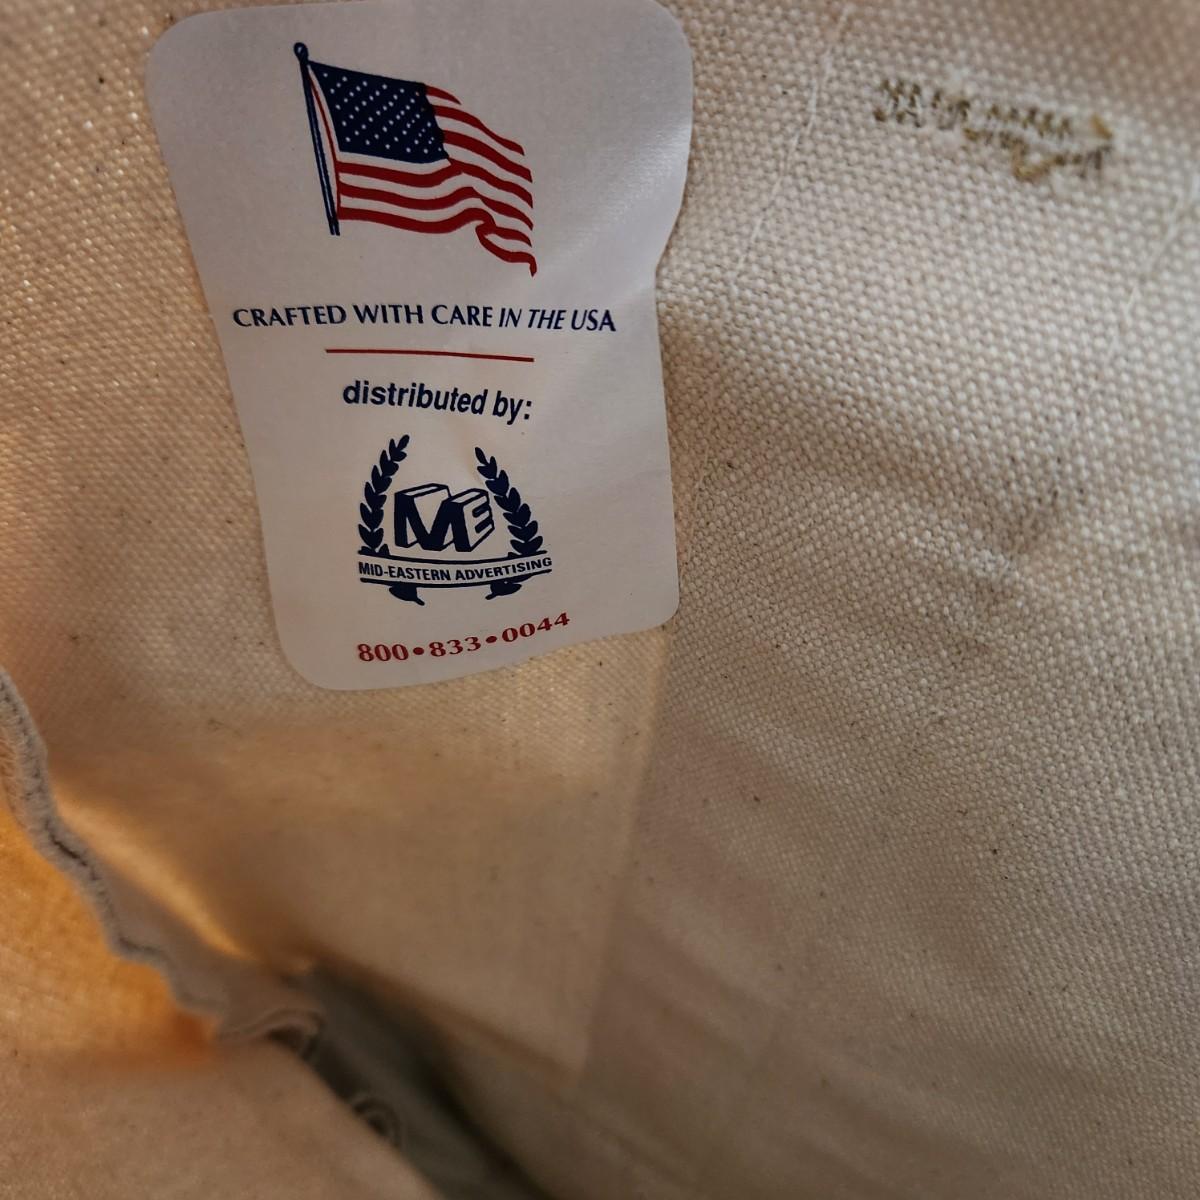 CRAFTED WITH CARE IN THE USA
distributed by:
ME
MID-EASTERN ADVERTISING
800•833•0044